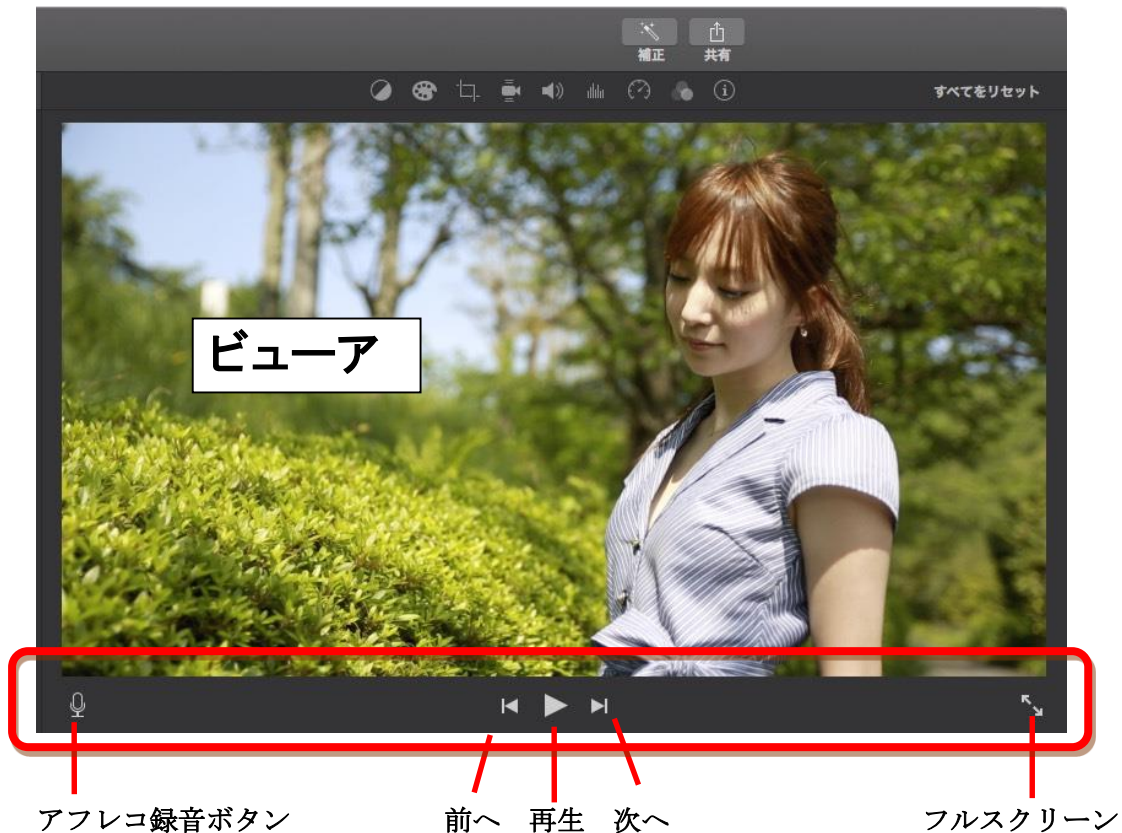 補正
共有
すべてをリセット
ビューア
アフレコ録音ボタン
前へ
再生
次へ
フルスクリーン